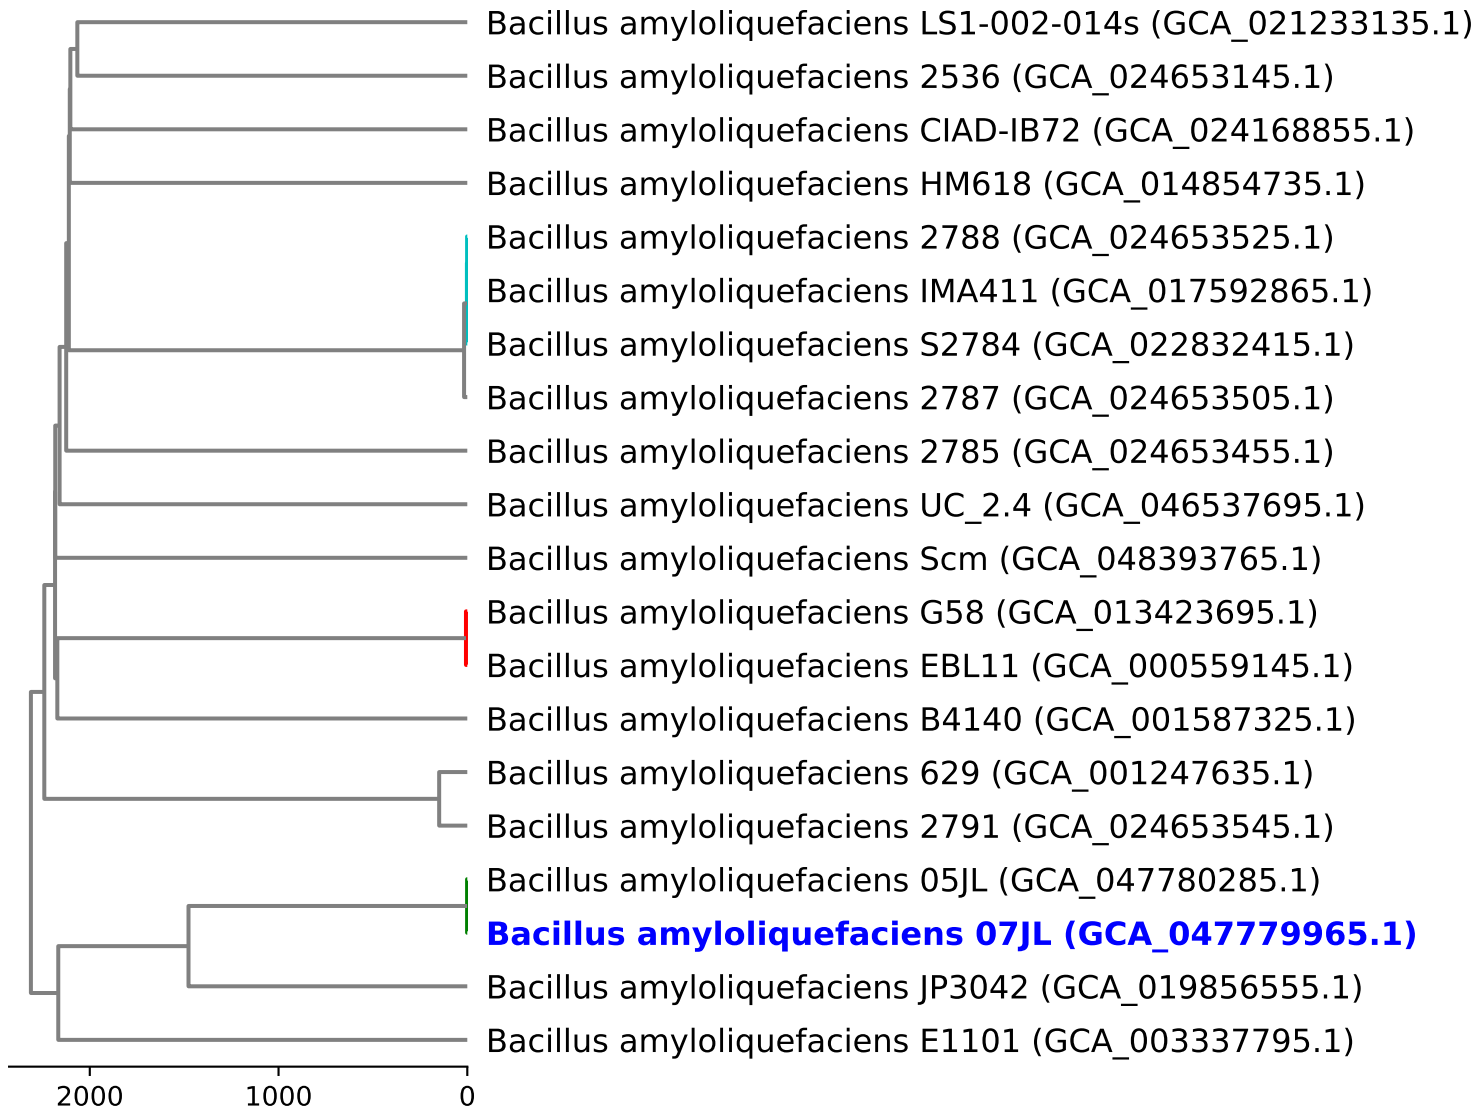 Bacillus amyloliquefaciens LS1-002-014s (GCA_021233135.1)
Bacillus amyloliquefaciens 2536 (GCA_024653145.1)
Bacillus amyloliquefaciens CIAD-IB72 (GCA_024168855.1)
Bacillus amyloliquefaciens HM618 (GCA_014854735.1)
Bacillus amyloliquefaciens 2788 (GCA_024653525.1)
Bacillus amyloliquefaciens IMA411 (GCA_017592865.1)
Bacillus amyloliquefaciens S2784 (GCA_022832415.1)
Bacillus amyloliquefaciens 2787 (GCA_024653505.1)
Bacillus amyloliquefaciens 2785 (GCA_024653455.1)
Bacillus amyloliquefaciens UC_2.4 (GCA_046537695.1)
Bacillus amyloliquefaciens Scm (GCA_048393765.1)
Bacillus amyloliquefaciens G58 (GCA_013423695.1)
Bacillus amyloliquefaciens EBL11 (GCA_000559145.1)
Bacillus amyloliquefaciens B4140 (GCA_001587325.1)
Bacillus amyloliquefaciens 629 (GCA_001247635.1)
Bacillus amyloliquefaciens 2791 (GCA_024653545.1)
Bacillus amyloliquefaciens 05JL (GCA_047780285.1)
Bacillus amyloliquefaciens 07JL (GCA_047779965.1)
Bacillus amyloliquefaciens JP3042 (GCA_019856555.1)
Bacillus amyloliquefaciens E1101 (GCA_003337795.1)
2000 1000 0